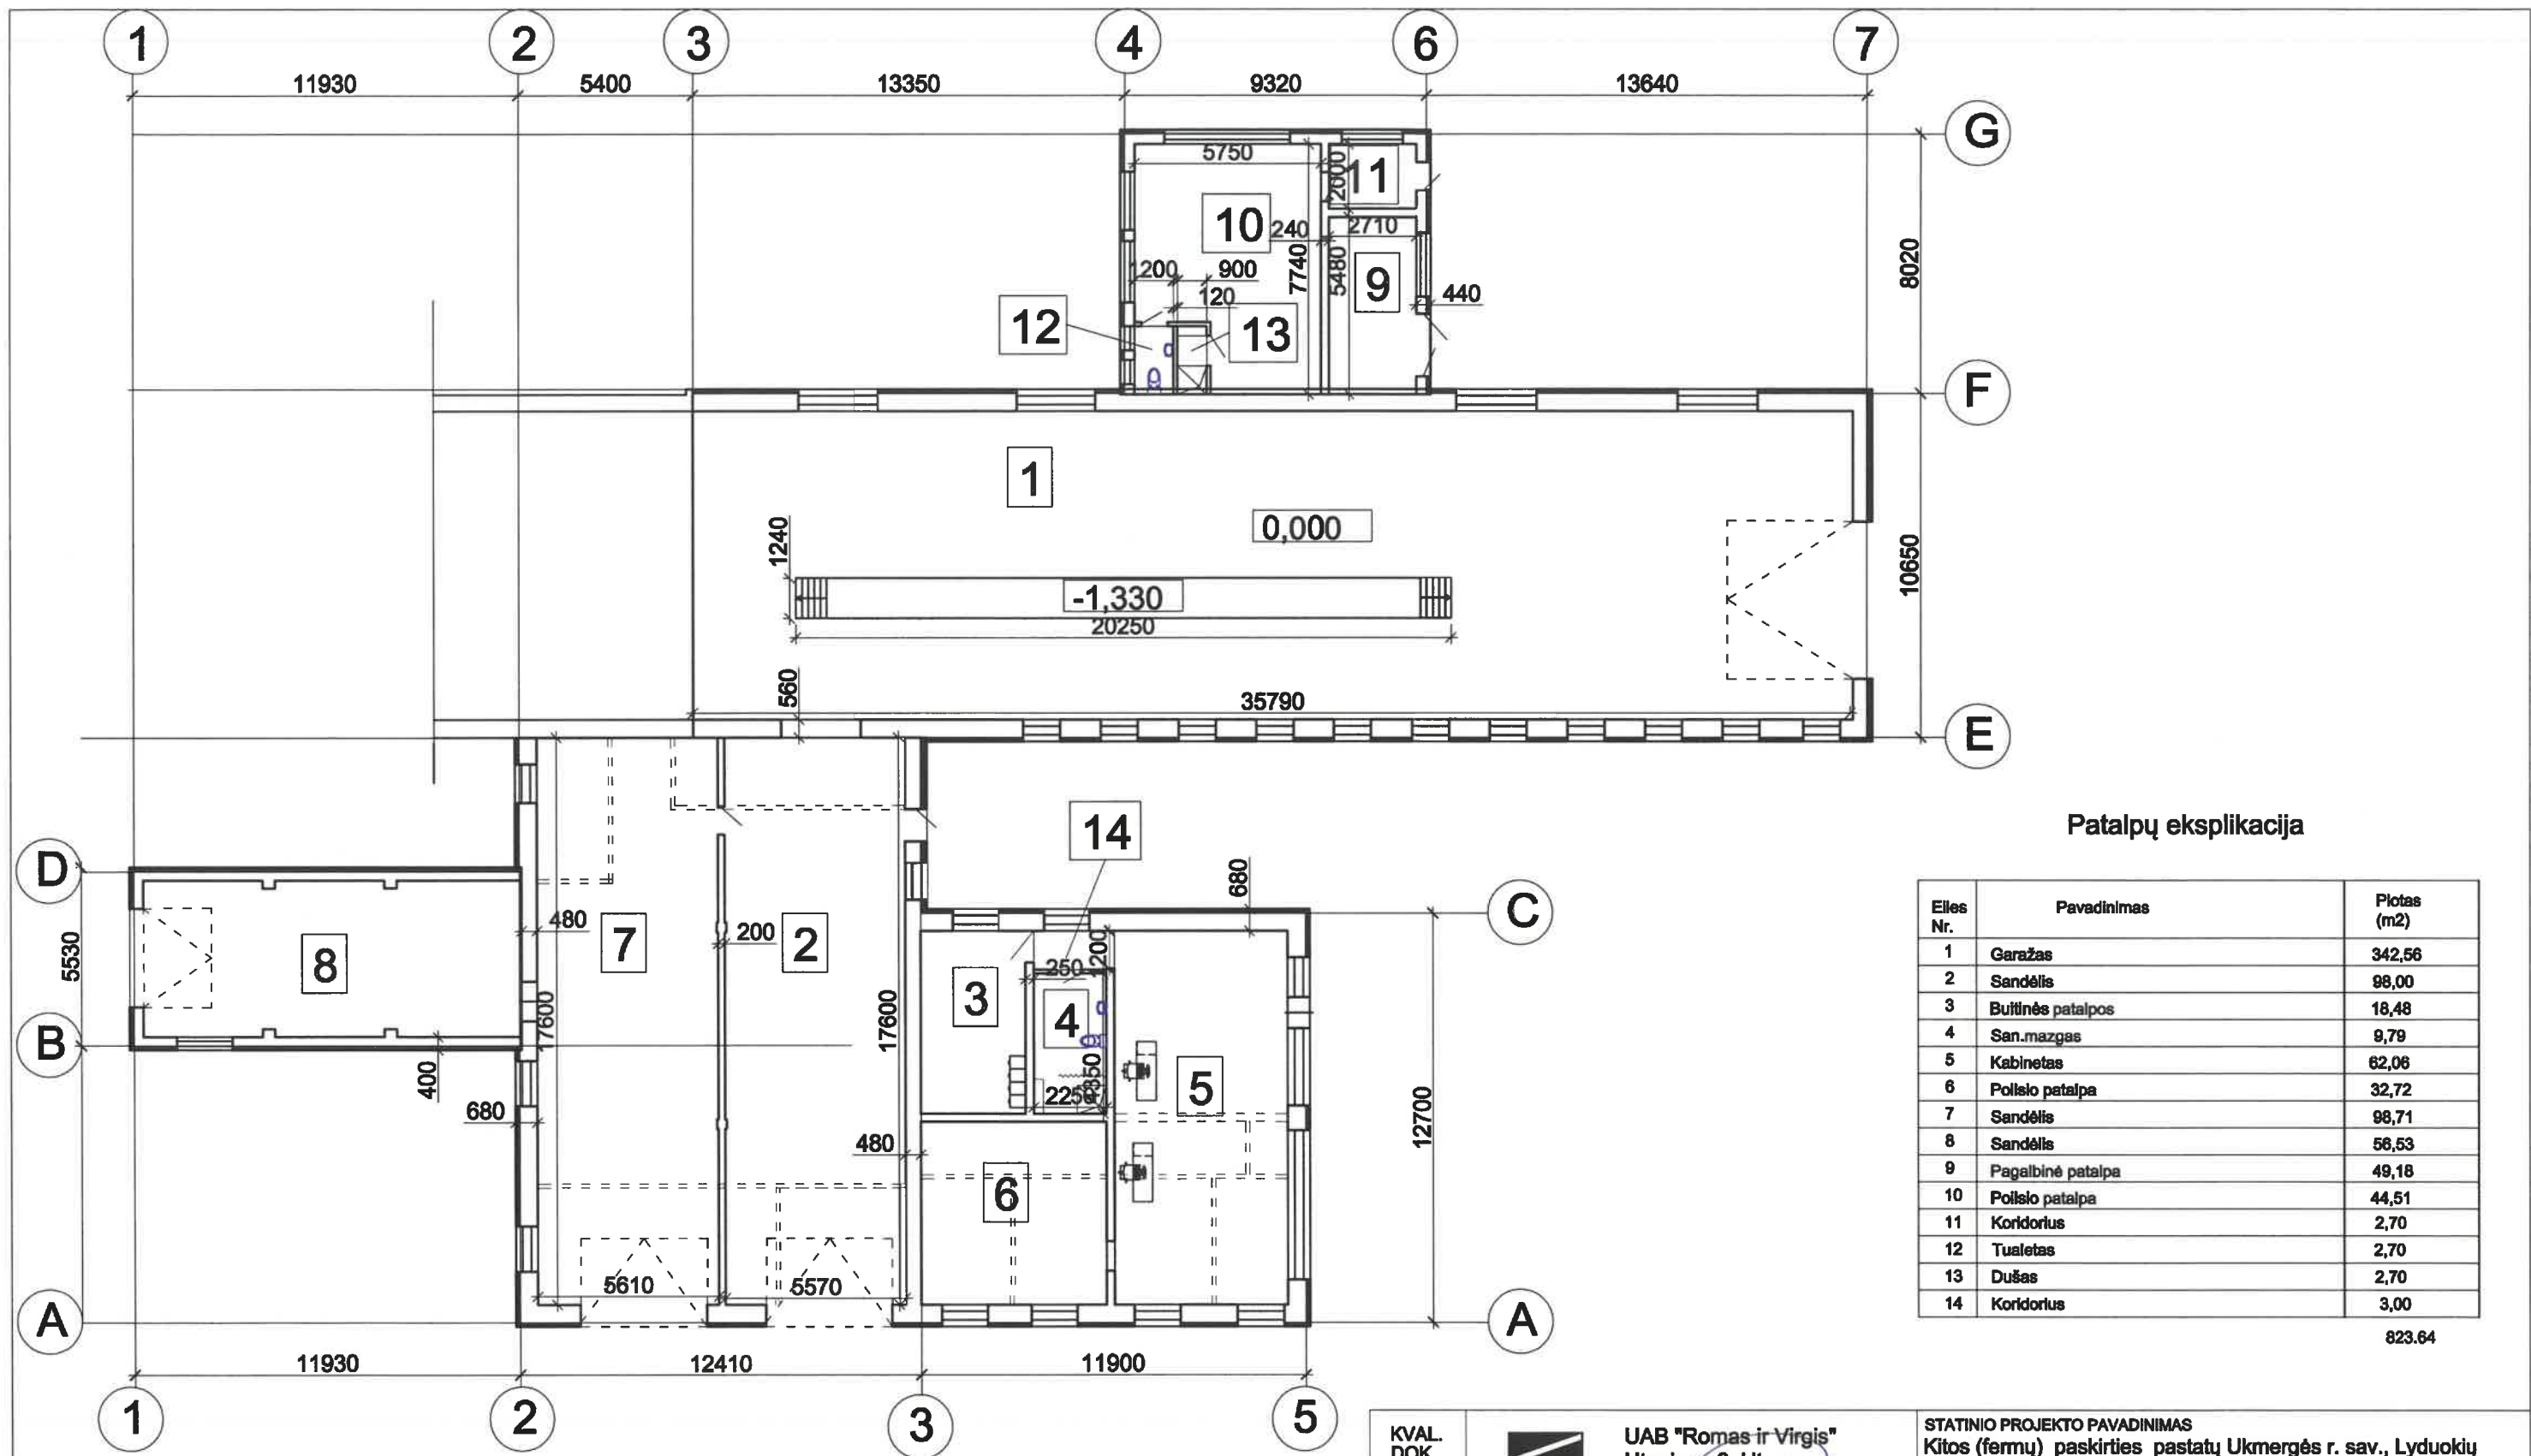 1 2 3 4 6 7
11930 5400 13350 9320 13640
G
5750
2000
11
10
240
2710
7740
5480
9
8020
1200
900
120
440
12
13
F
1
0,000
1240
-1,330
20250
10650
560
35790
E
14
D
680
C
480
7
200
2
5530
8
1200
250
3
4
B
17600
17600
4350
2250
5
400
680
480
12700
6
5610
5570
A
A
11930 12410 11900
1 2 3 5
Patalpų eksplikacija
Eiles Nr. Pavadinimas Plotas (m2)
1 Garažas 342,56
2 Sandėlis 98,00
3 Buitinės patalpos 18,48
4 San.mazgas 9,79
5 Kabinetas 62,06
6 Poilsio patalpa 32,72
7 Sandėlis 98,71
8 Sandėlis 56,53
9 Pagalbinė patalpa 49,18
10 Poilsio patalpa 44,51
11 Koridorius 2,70
12 Tualetas 2,70
13 Dušas 2,70
14 Koridorius 3,00
823.64
KVAL.
DOK.
UAB "Romas ir Virgis"
STATINIO PROJEKTO PAVADINIMAS
Kitos (fermų) paskirties pastatų Ukmergės r. sav., Lyduokių